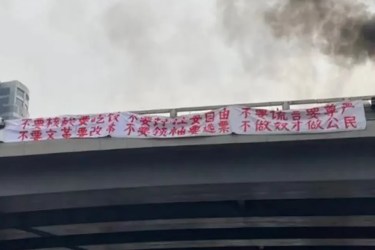 不要核酸要吃饭 不要封控要自由 不要谎言要尊严
不要文革要改革 不要领袖要选票 不做奴才做公民